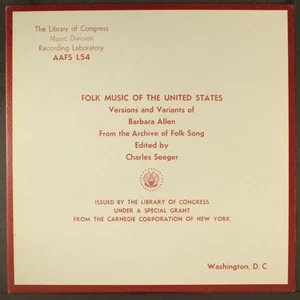 The Library of Congress
Music Division
Recording Laboratory
AAFS L54
FOLK MUSIC OF THE UNITED STATES
Versions and Variants of
Barbara Allen
From the Archive of Folk Song
Edited by
Charles Seeger
ISSUED BY THE LIBRARY OF CONGRESS
UNDER A SPECIAL GRANT
FROM THE CARNEGIE CORPORATION OF NEW YORK
Washington, D. C.